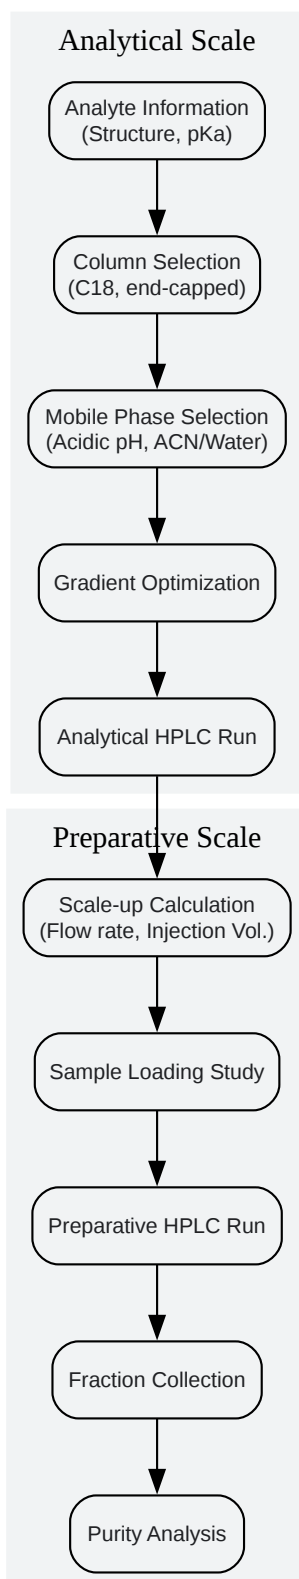 Analytical Scale
Analyte Information
(Structure, pKa)
Column Selection
(C18, end-capped)
Mobile Phase Selection
(Acidic pH, ACN/Water)
Gradient Optimization
Analytical HPLC Run
Preparative Scale
Scale-up Calculation
(Flow rate, Injection Vol.)
Sample Loading Study
Preparative HPLC Run
Fraction Collection
Purity Analysis